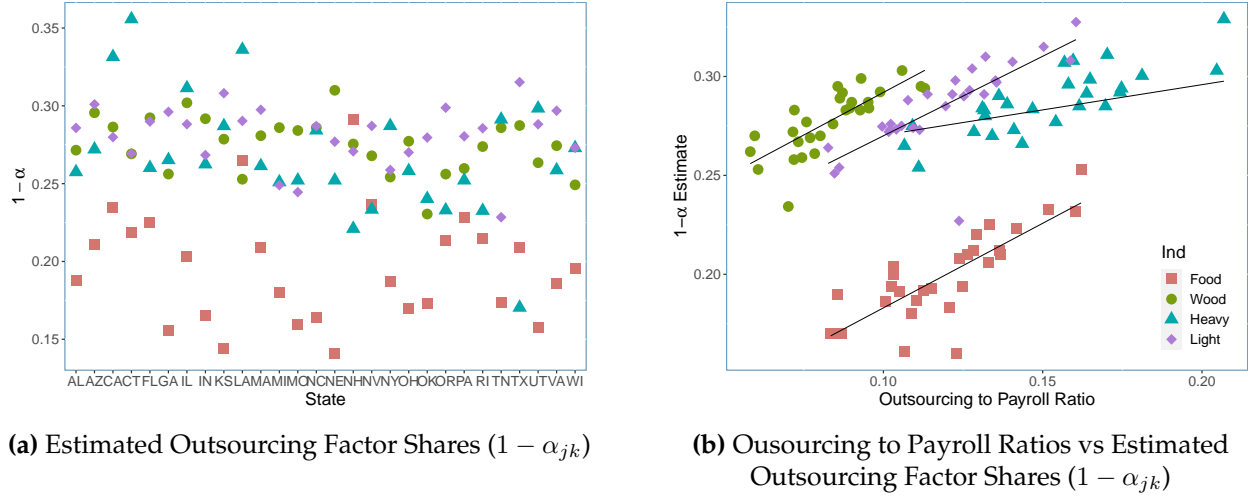 0.35
0.30
0.25
0.20
0.15
1−α
AL AZ CA CT FL GA IL IN KS LA MA MI MO NC NE NH NV NY OH OK OR PA RI TN TX UT VA WI
State
(a) Estimated Outsourcing Factor Shares (1 − α_jk)
0.30
0.25
0.20
1−α Estimate
0.10 0.15 0.20
Outsourcing to Payroll Ratio
Ind
Food
Wood
Heavy
Light
(b) Ousourcing to Payroll Ratios vs Estimated
Outsourcing Factor Shares (1 − α_jk)